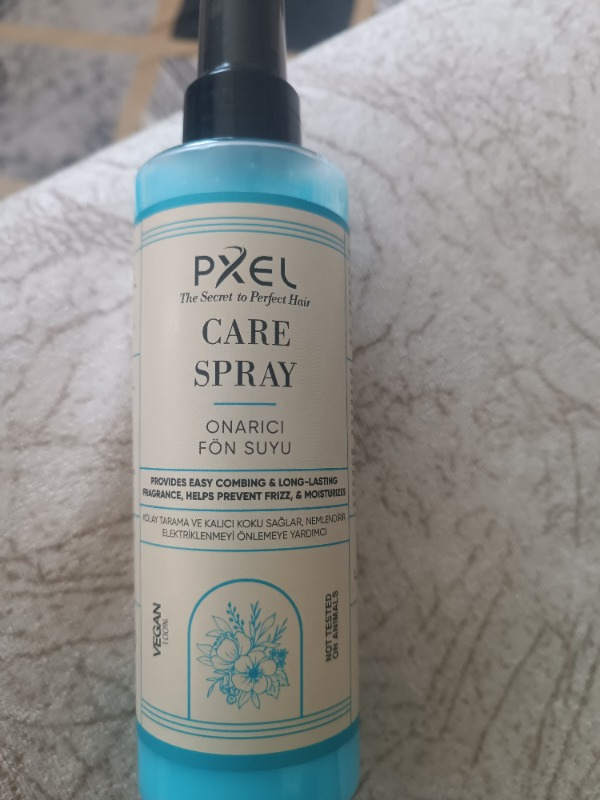 PXEL
The Secret to Perfect Hair
CARE
SPRAY
ONARICI
FÖN SUYU
PROVIDES EASY COMBING & LONG-LASTING
FRAGRANCE, HELPS PREVENT FRIZZ, & MOISTURIZES
KOLAY TARAMA VE KALICI KOKU SAĞLAR, NEMLENDİRİR,
ELEKTRİKLENMEYİ ÖNLEMEYE YARDIMCI
VEGAN
100%
NOT TESTED
ON ANIMALS